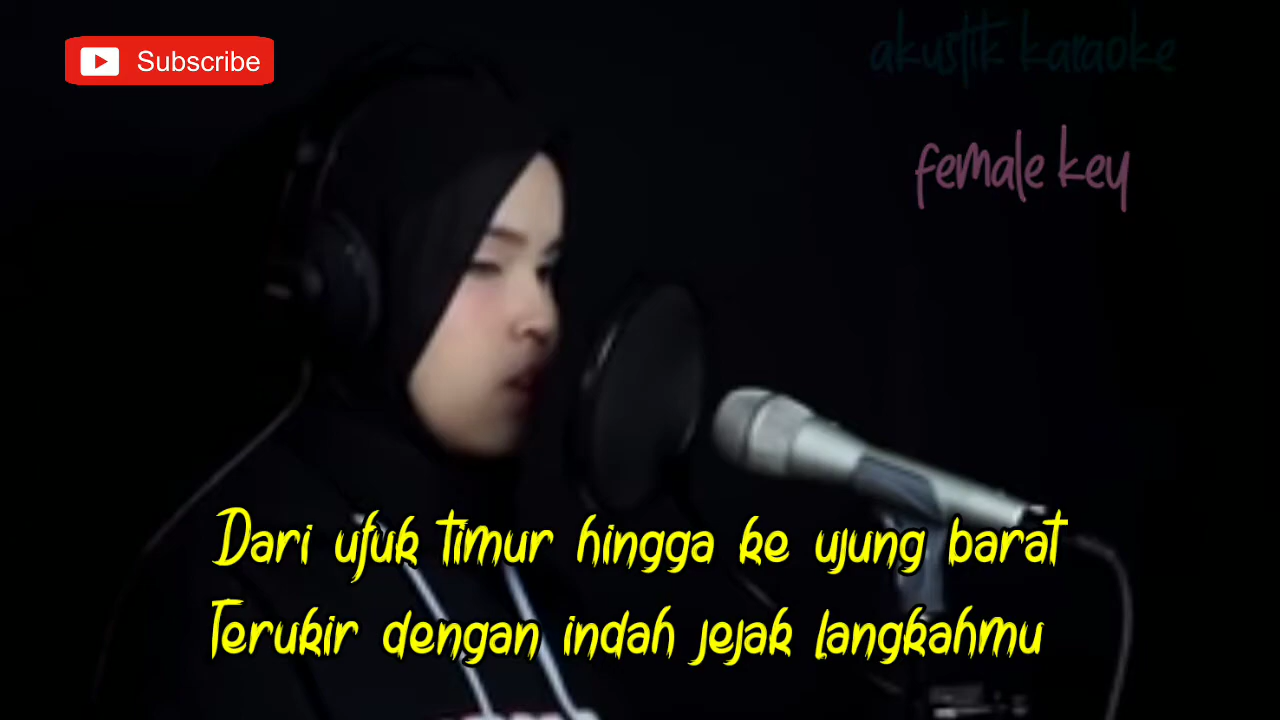 Subscribe
akustik karaoke
female key
Dari ufuk timur hingga ke ujung barat
Terukir dengan indah jejak langkahmu